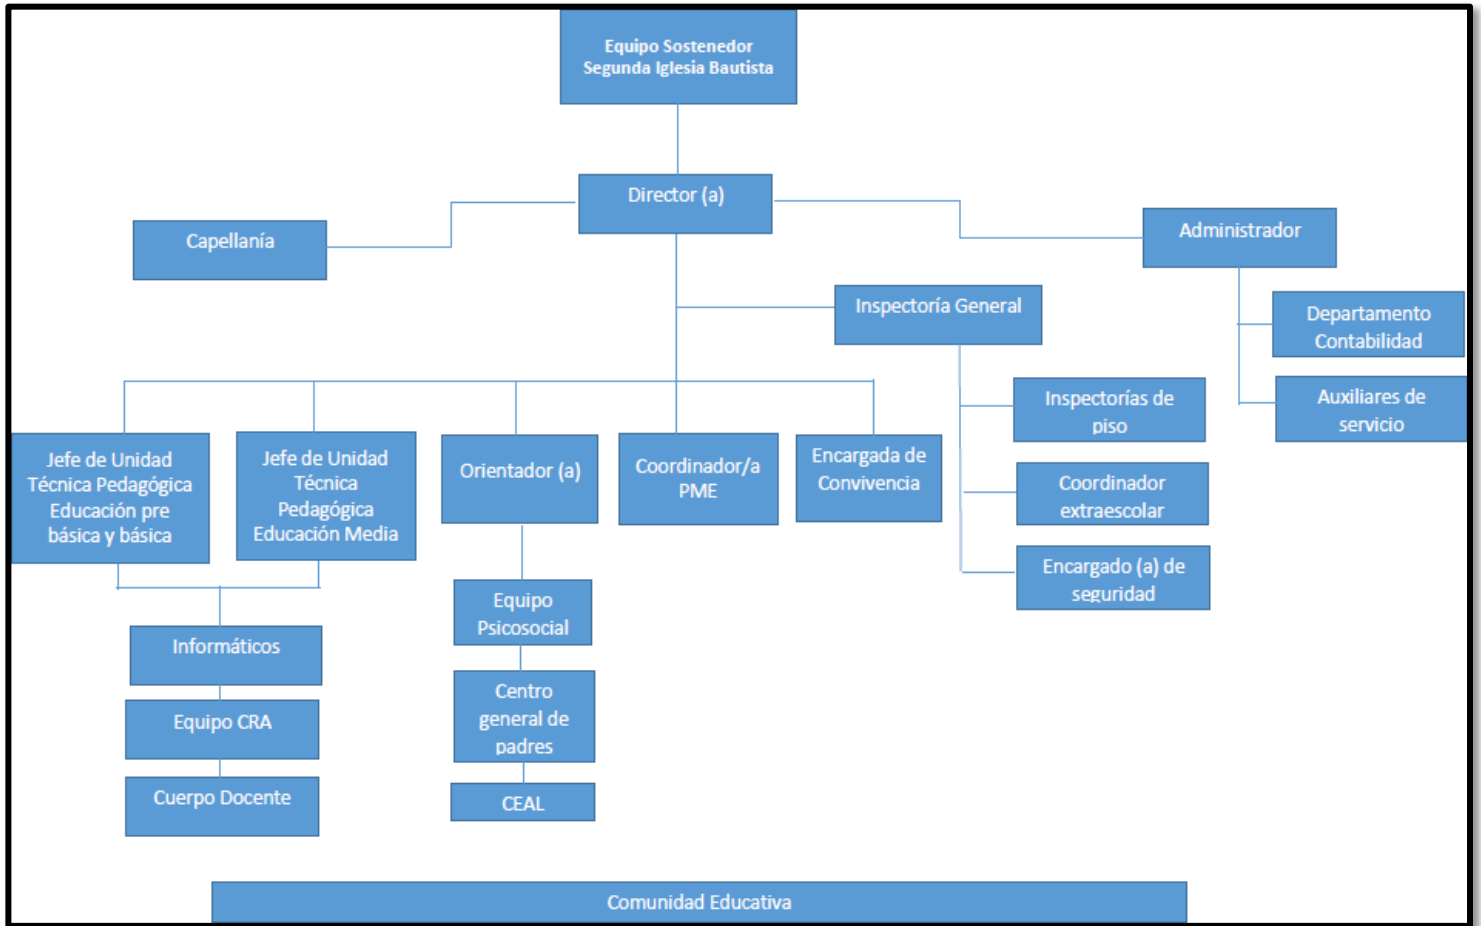 Equipo Sostenedor
Segunda Iglesia Bautista
Director (a)
Capellanía
Administrador
Inspectoría General
Departamento
Contabilidad
Auxiliares de
servicio
Inspectorías de
piso
Coordinador
extraescolar
Encargado (a) de
seguridad
Jefe de Unidad
Técnica Pedagógica
Educación pre
básica y básica
Jefe de Unidad
Técnica
Pedagógica
Educación Media
Orientador (a)
Coordinador/a
PME
Encargada de
Convivencia
Informáticos
Equipo CRA
Cuerpo Docente
Equipo
Psicosocial
Centro
general de
padres
CEAL
Comunidad Educativa